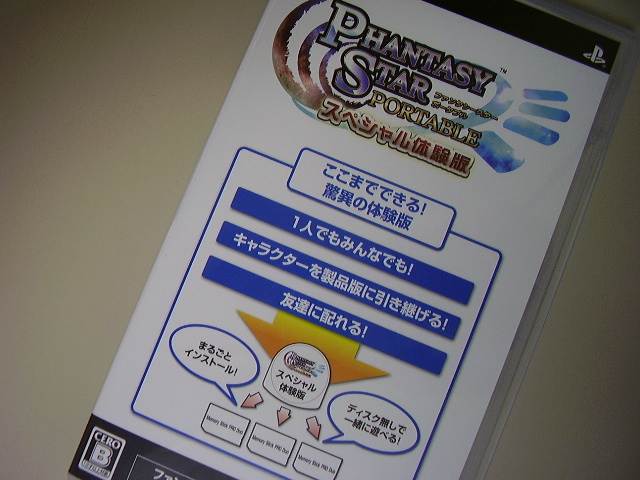 PHANTASY
STAR
PORTABLE
ファンタシースター
ポータブル
スペシャル体験版
ここまでできる!
驚異の体験版
1人でもみんなでも!
キャラクターを製品版に引き継げる!
友達に配れる!
まるごと
インストール!
スペシャル
体験版
ディスク無しで
一緒に遊べる!
Memory Stick PRO Duo
Memory Stick PRO Duo
Memory Stick PRO Duo
CERO
B
ファン